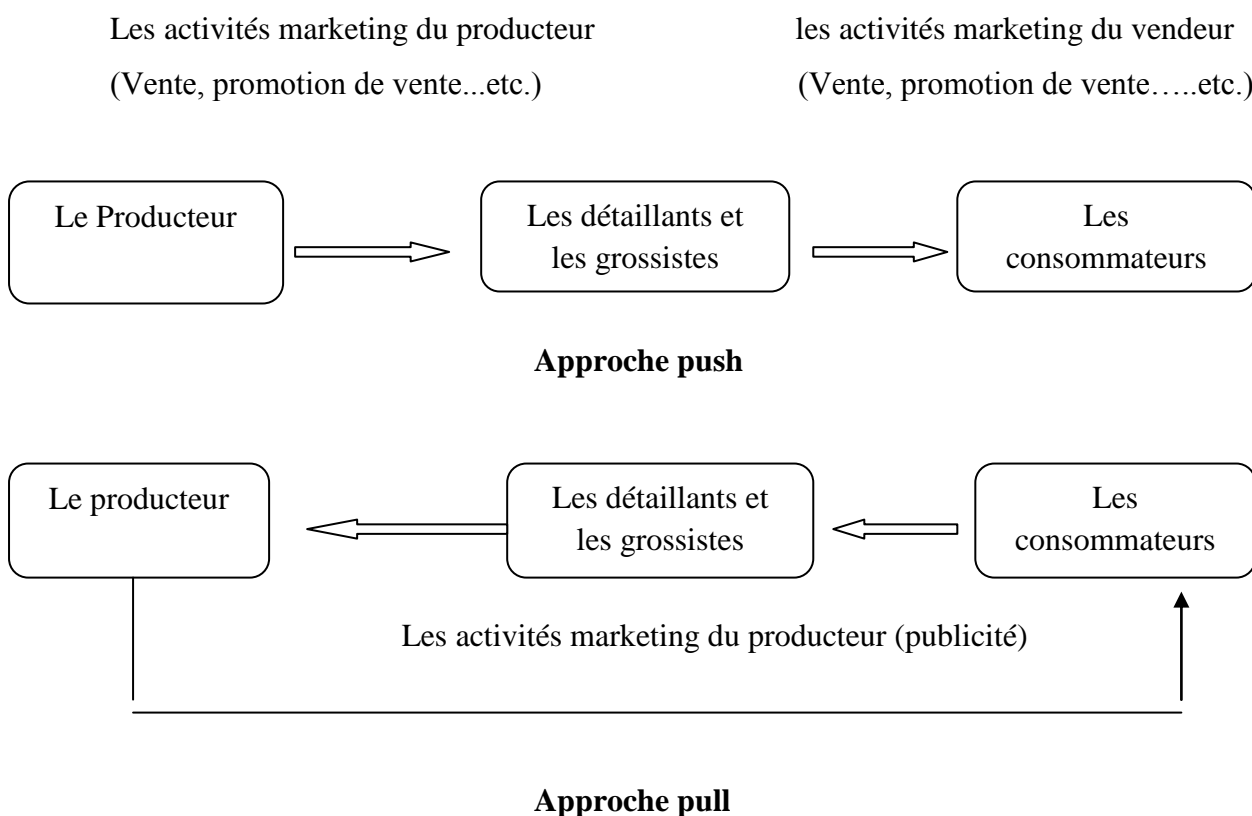 Les activités marketing du producteur
les activités marketing du vendeur
(Vente, promotion de vente...etc.)
(Vente, promotion de vente…..etc.)
Le Producteur
Les détaillants et
les grossistes
Les
consommateurs
Approche push
Le producteur
Les détaillants et
les grossistes
Les
consommateurs
Les activités marketing du producteur (publicité)
Approche pull